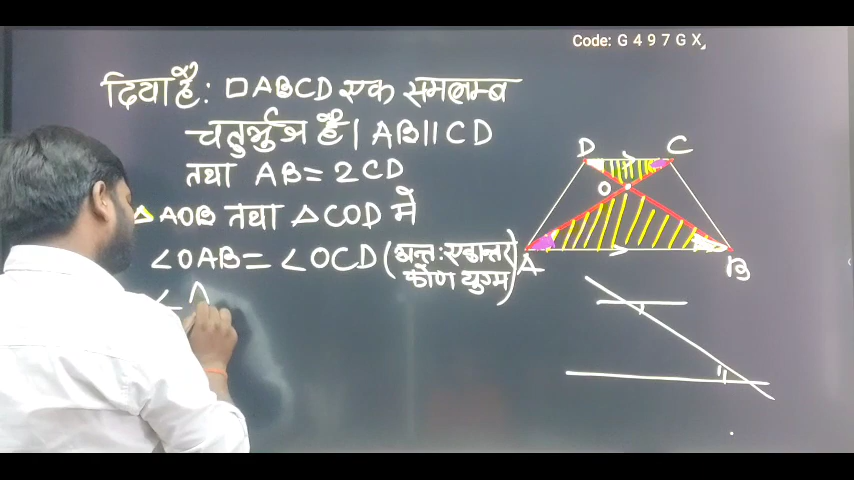 Code: G 4 9 7 G X
दिया है : □ABCD एक समलम्ब
चतुर्भुज है | AB||CD
तथा AB = 2CD
△AOB तथा △COD में
∠OAB = ∠OCD (अन्तः एकान्तर
कोण युग्म)
∠A
D C
O
A B